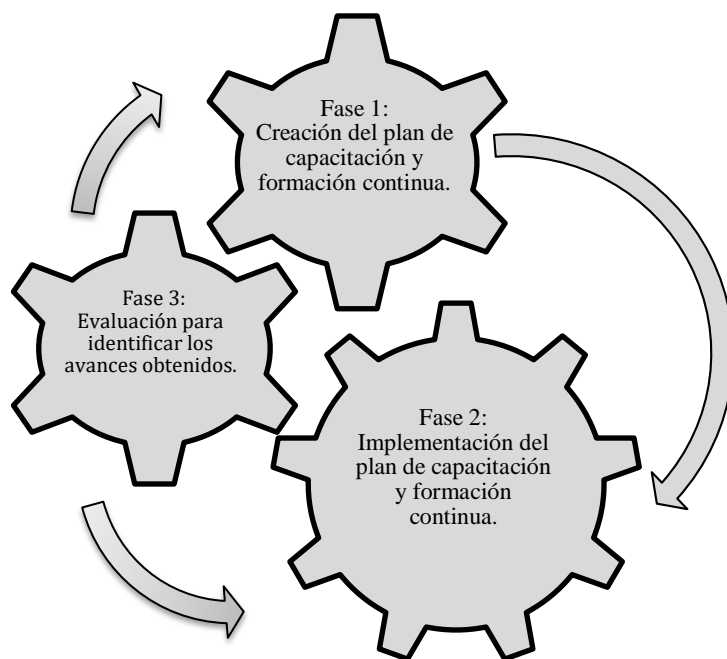 Fase 1:
Creación del plan de
capacitación y
formación continua.
Fase 2:
Implementación del
plan de capacitación
y formación
continua.
Fase 3:
Evaluación para
identificar los
avances obtenidos.